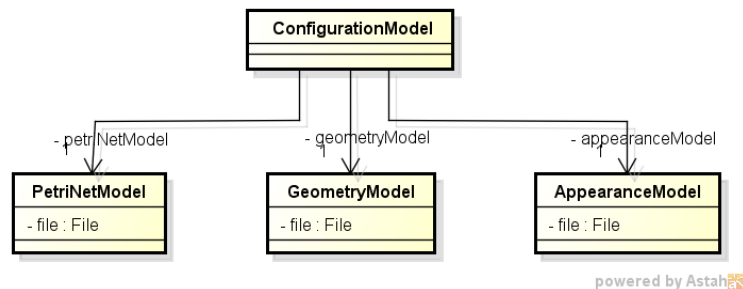 ConfigurationModel
- petriNetModel
1
- geometryModel
1
- appearanceModel
1
PetriNetModel
- file : File
GeometryModel
- file : File
AppearanceModel
- file : File
powered by Astah